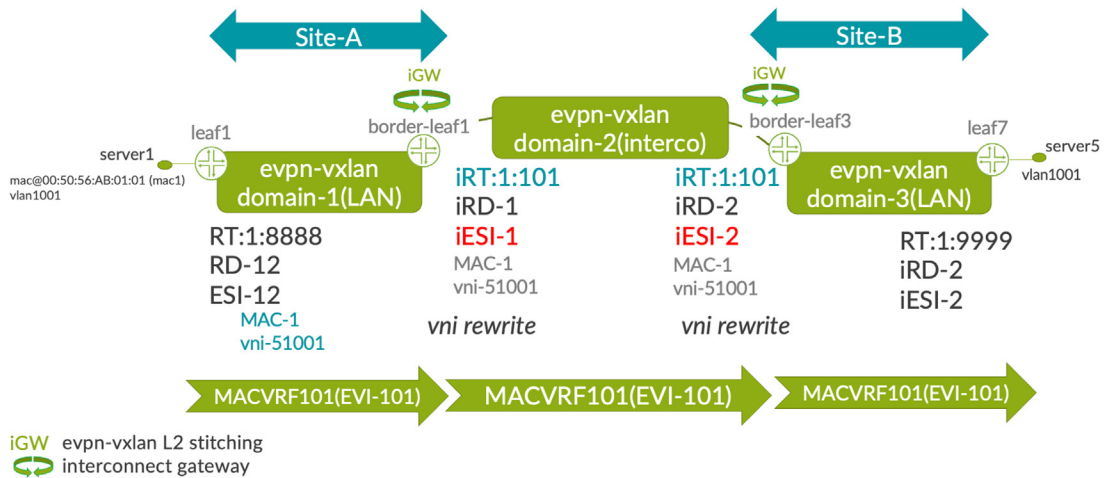 Site-A
Site-B
iGW
iGW
evpn-vxlan
domain-2(interco)
leaf1
border-leaf1
border-leaf3
leaf7
server1
mac@00:50:56:AB:01:01 (mac1)
vlan1001
evpn-vxlan
domain-1(LAN)
evpn-vxlan
domain-3(LAN)
server5
vlan1001
RT:1:8888
RD-12
ESI-12
MAC-1
vni-51001
iRT:1:101
iRD-1
iESI-1
MAC-1
vni-51001
vni rewrite
iRT:1:101
iRD-2
iESI-2
MAC-1
vni-51001
vni rewrite
RT:1:9999
iRD-2
iESI-2
MACVRF101(EVI-101)
MACVRF101(EVI-101)
MACVRF101(EVI-101)
iGW evpn-vxlan L2 stitching
interconnect gateway